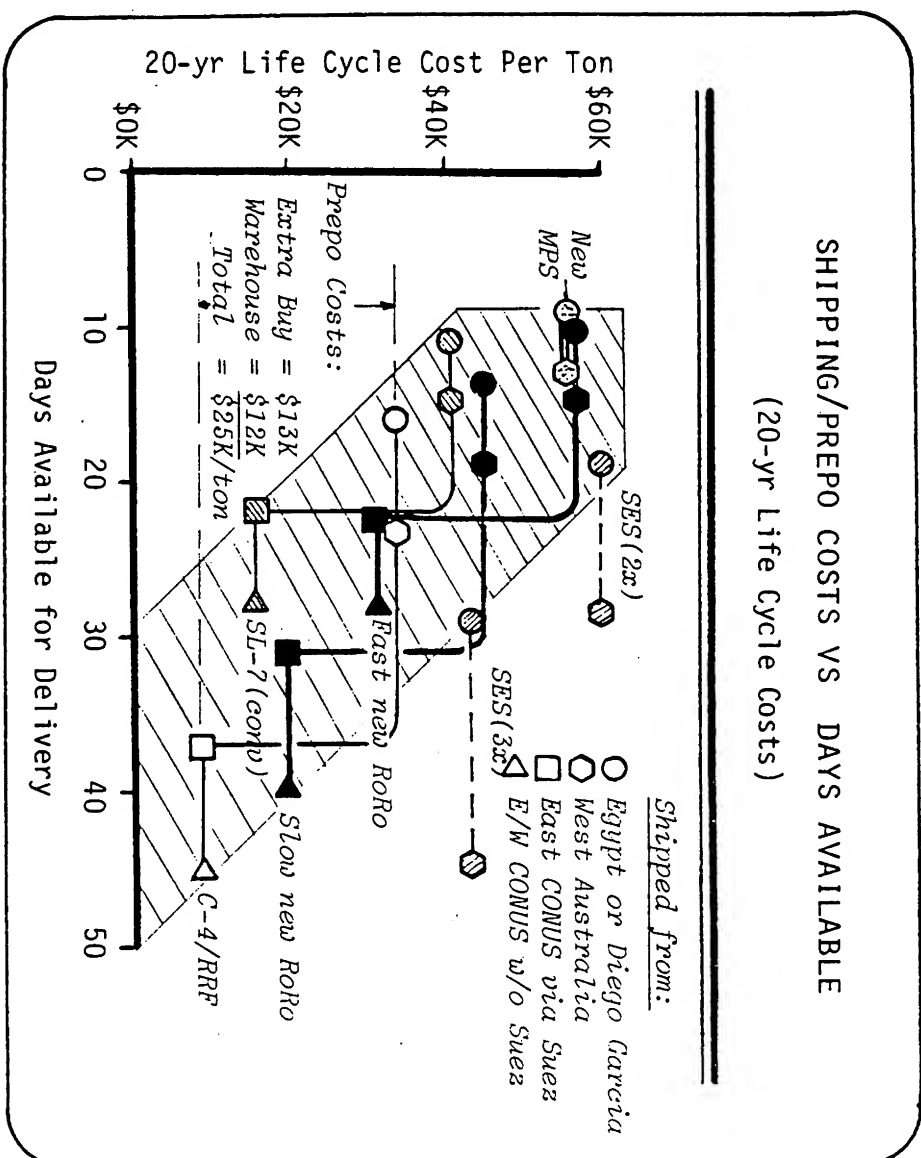 SHIPPING/PREPO COSTS VS DAYS AVAILABLE
(20-yr Life Cycle Costs)
20-yr Life Cycle Cost Per Ton
$60K
$40K
$20K
$0K
0
10
20
30
40
50
Days Available for Delivery
Shipped from:
Egypt or Diego Garcia
West Australia
East CONUS via Suez
E/W CONUS w/o Suez
New
MPS
SES(2x)
SES(3x)
Fast new RoRo
Slow new RoRo
SL-7(conv)
C-4/RRF
Prepo Costs:
Extra Buy = $13K
Warehouse = $12K
Total = $25K/ton